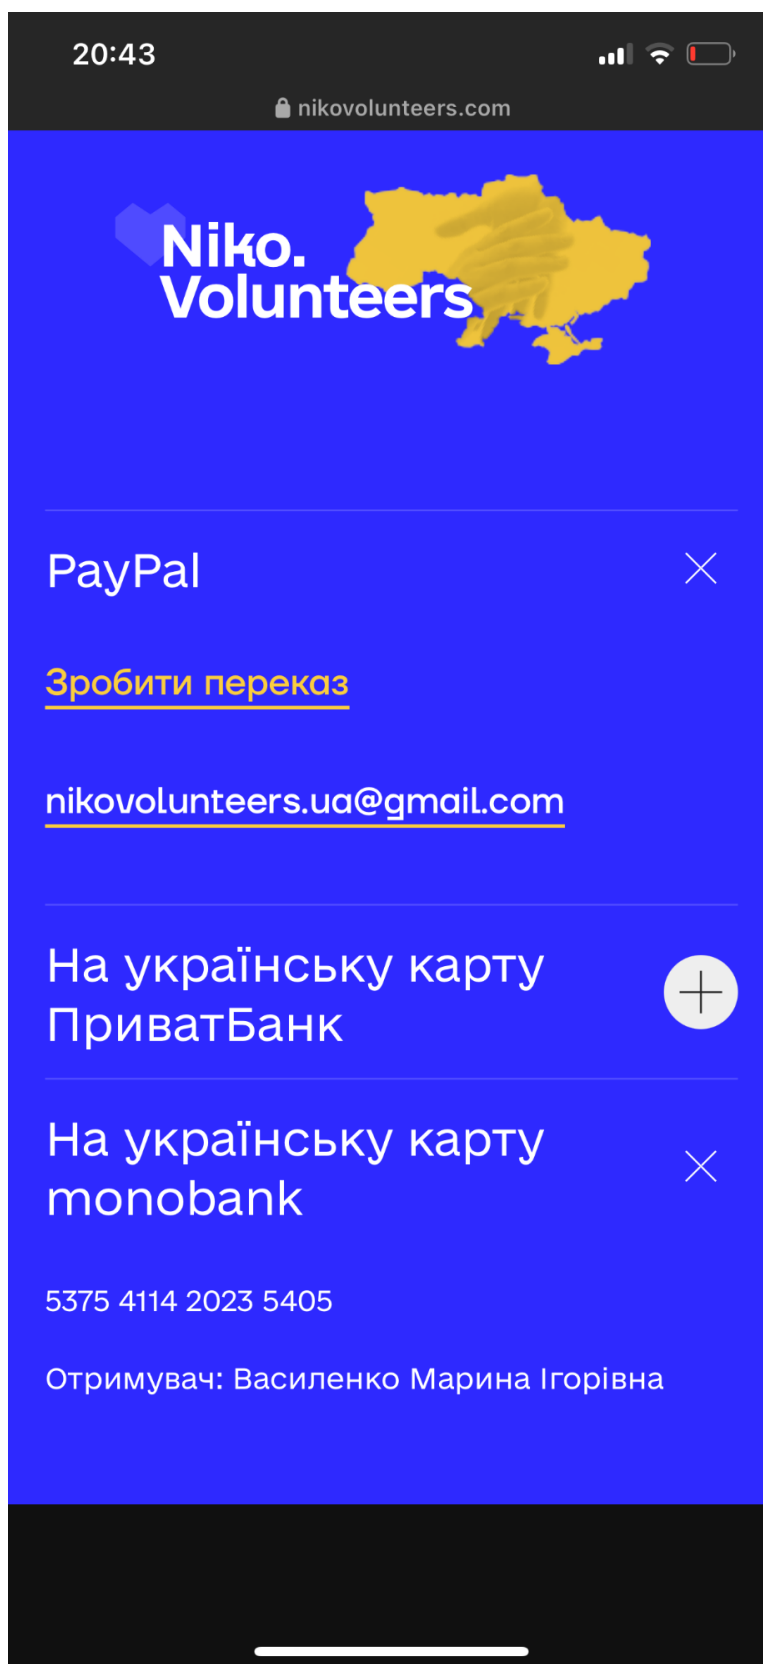 20:43
nikovolunteers.com
Niko.
Volunteers
PayPal
Зробити переказ
nikovolunteers.ua@gmail.com
На українську карту
ПриватБанк
На українську карту
monobank
5375 4114 2023 5405
Отримувач: Василенко Марина Ігорівна